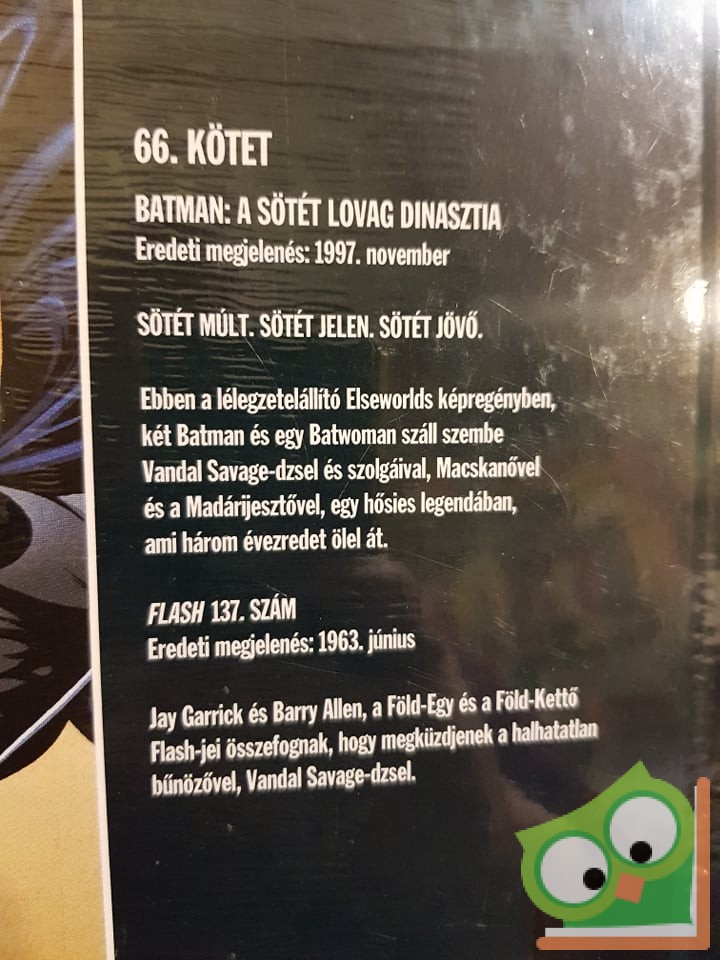 66. KÖTET
BATMAN: A SÖTÉT LOVAG DINASZTIA
Eredeti megjelenés: 1997. november
SÖTÉT MÚLT. SÖTÉT JELEN. SÖTÉT JÖVŐ.
Ebben a lélegzetelállító Elseworlds képregényben,
két Batman és egy Batwoman száll szembe
Vandal Savage-dzsel és szolgáival, Macskanővel
és a Madárijesztővel, egy hősies legendában,
ami három évezredet ölel át.
FLASH 137. SZÁM
Eredeti megjelenés: 1963. június
Jay Garrick és Barry Allen, a Föld-Egy és a Föld-Kettő
Flash-jei összefognak, hogy megküzdjenek a halhatatlan
bűnözővel, Vandal Savage-dzsel.